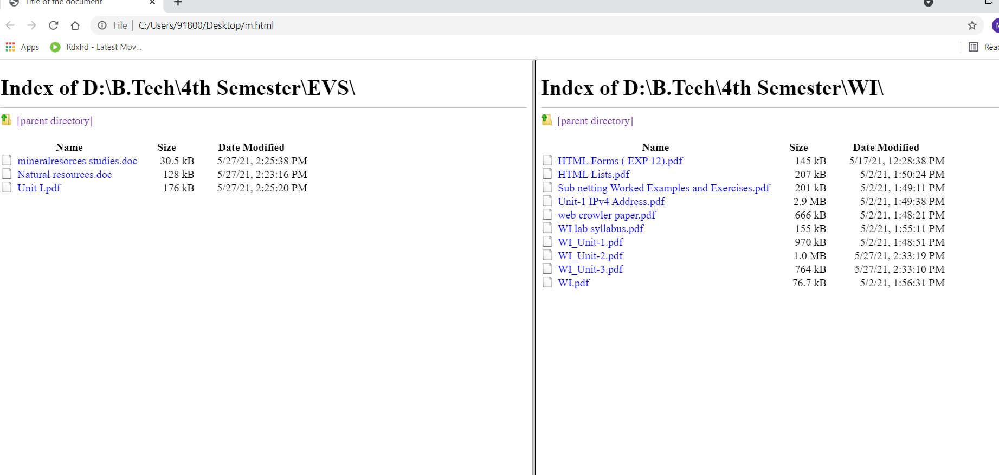 Title of the document
File | C:/Users/91800/Desktop/m.html
Apps Rdxhd - Latest Mov...
Index of D:\B.Tech\4th Semester\EVS\
[parent directory]
Name Size Date Modified
mineralresorces studies.doc 30.5 kB 5/27/21, 2:25:38 PM
Natural resources.doc 128 kB 5/27/21, 2:23:16 PM
Unit I.pdf 176 kB 5/27/21, 2:25:20 PM
Index of D:\B.Tech\4th Semester\WI\
[parent directory]
Name Size Date Modified
HTML Forms ( EXP 12).pdf 145 kB 5/17/21, 12:28:38 PM
HTML Lists.pdf 207 kB 5/2/21, 1:50:24 PM
Sub netting Worked Examples and Exercises.pdf 201 kB 5/2/21, 1:49:11 PM
Unit-1 IPv4 Address.pdf 2.9 MB 5/2/21, 1:49:38 PM
web crowler paper.pdf 666 kB 5/2/21, 1:48:21 PM
WI lab syllabus.pdf 155 kB 5/2/21, 1:55:11 PM
WI_Unit-1.pdf 970 kB 5/2/21, 1:48:51 PM
WI_Unit-2.pdf 1.0 MB 5/27/21, 2:33:19 PM
WI_Unit-3.pdf 764 kB 5/27/21, 2:33:10 PM
WI.pdf 76.7 kB 5/2/21, 1:56:31 PM